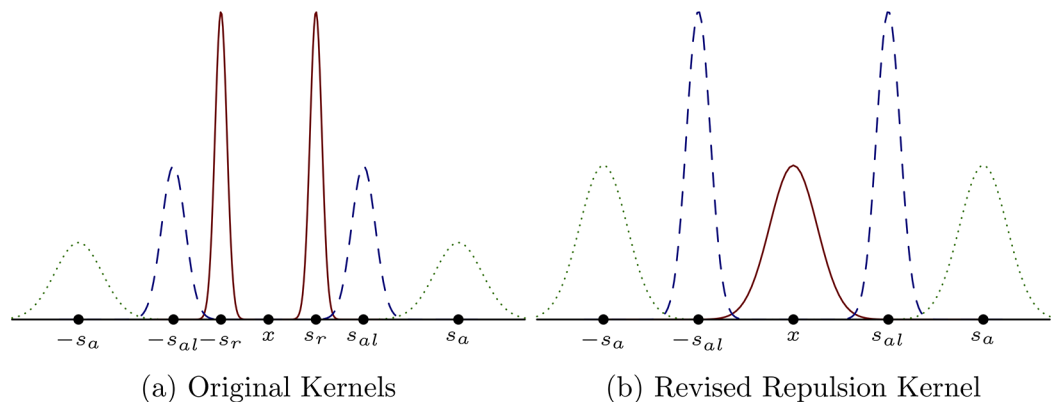 −s_a −s_al −s_r x s_r s_al s_a
−s_a −s_al x s_al s_a
(a) Original Kernels
(b) Revised Repulsion Kernel